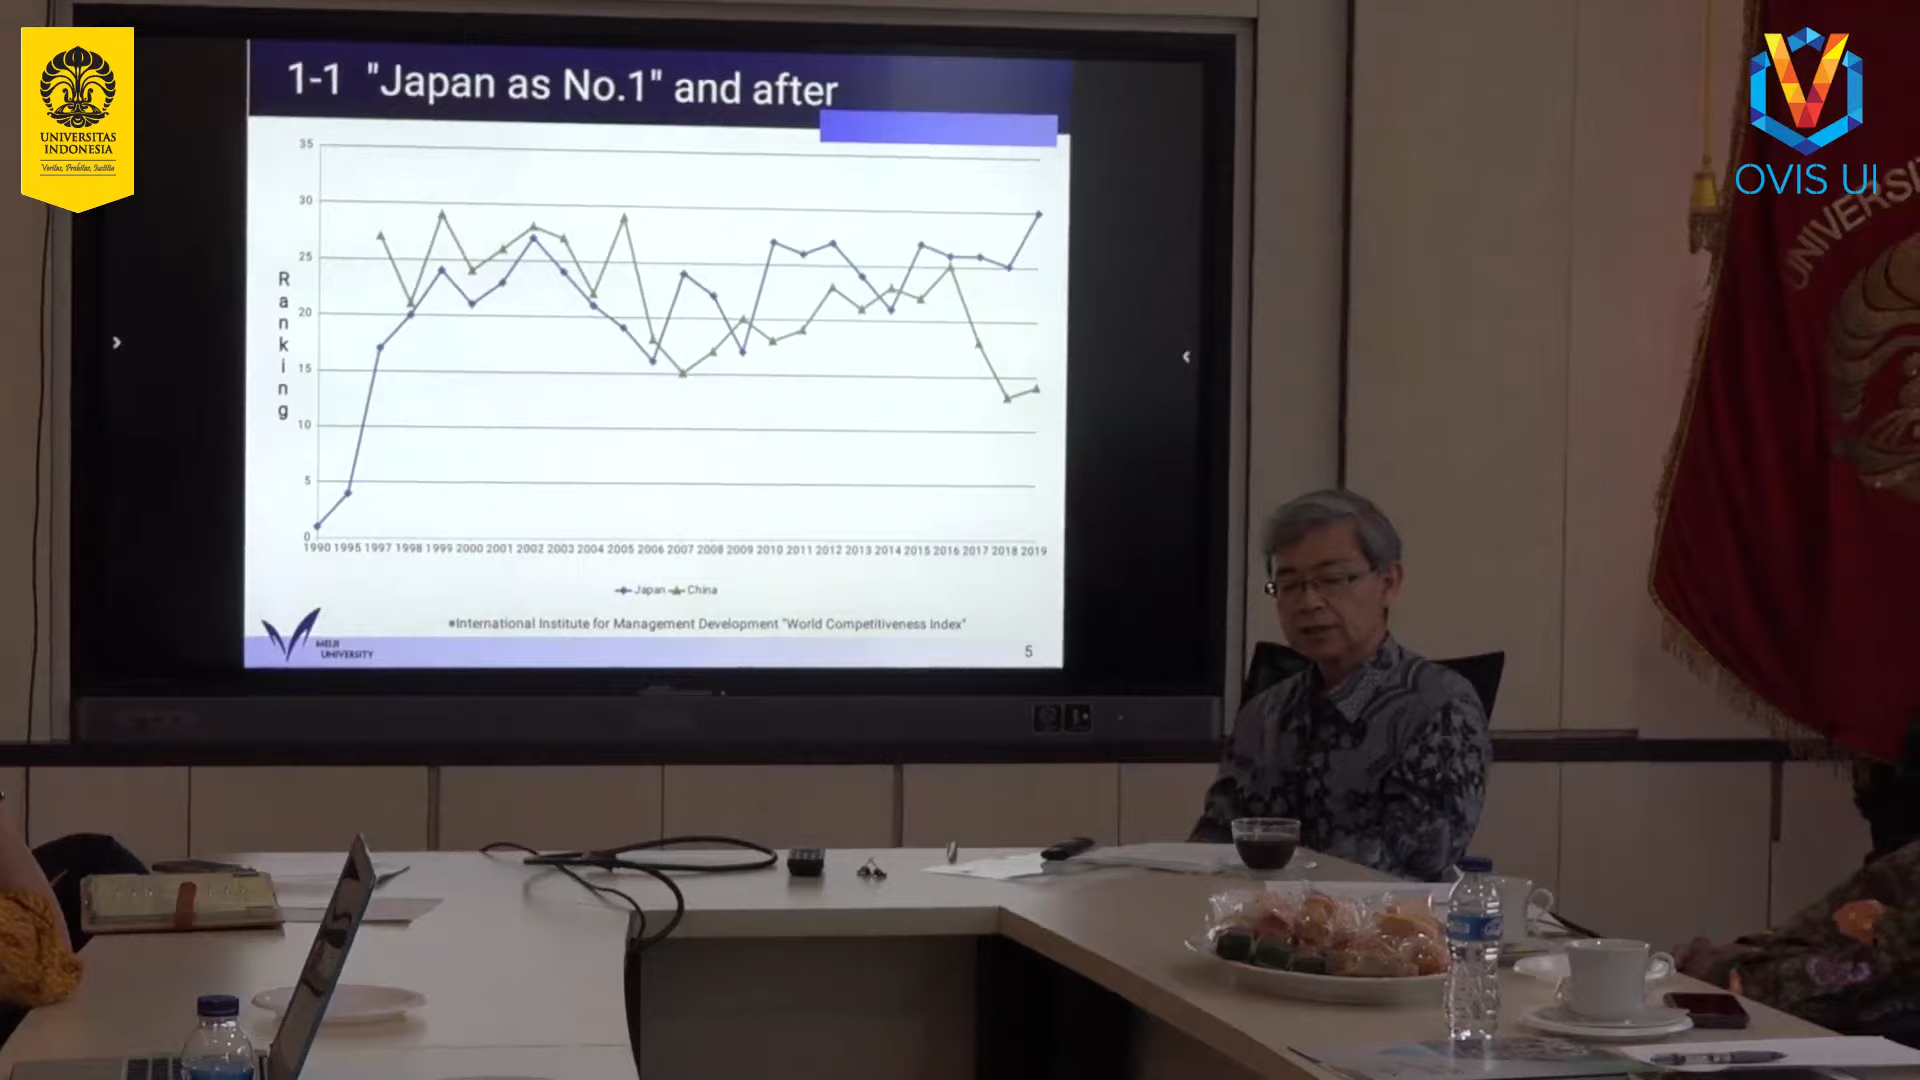 UNIVERSITAS
INDONESIA
Veritas, Probitas, Iustitia
1-1 "Japan as No.1" and after
35
30
25
20
15
10
5
0
Ranking
1990 1995 1997 1998 1999 2000 2001 2002 2003 2004 2005 2006 2007 2008 2009 2010 2011 2012 2013 2014 2015 2016 2017 2018 2019
Japan China
*International Institute for Management Development "World Competitiveness Index"
MEIJI
UNIVERSITY
5
OVIS UI
UNIVERSI